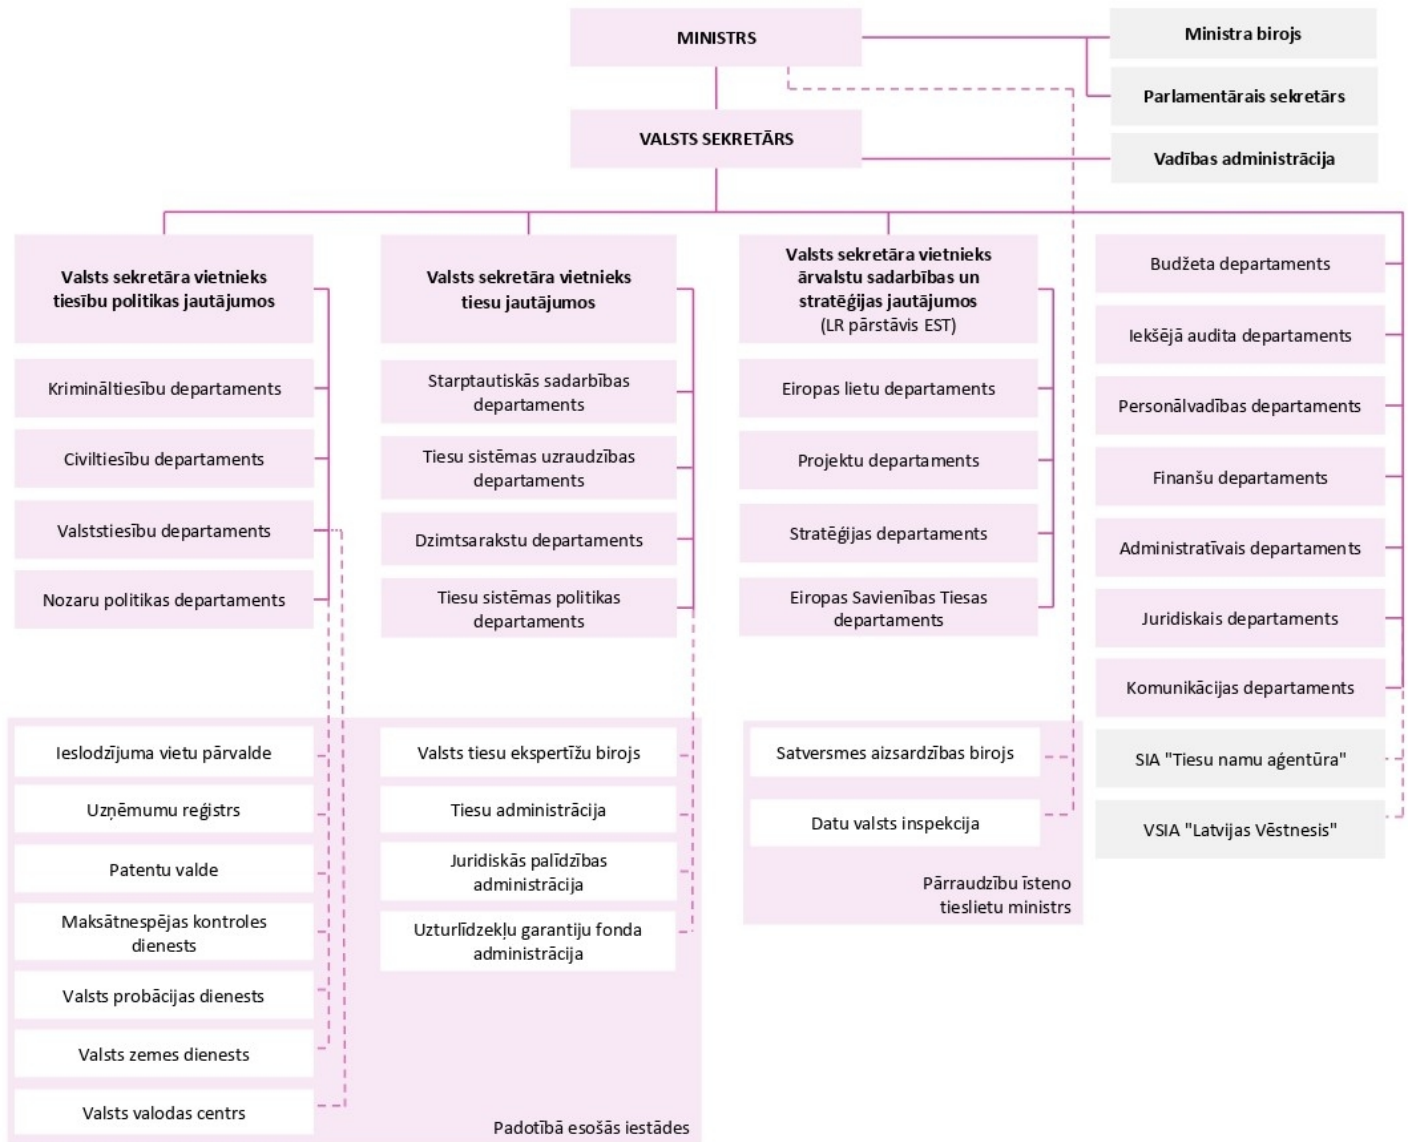 MINISTRS
Ministra birojs
Parlamentārais sekretārs
VALSTS SEKRETĀRS
Vadības administrācija
Valsts sekretāra vietnieks
tiesību politikas jautājumos
Krimināltiesību departaments
Civiltiesību departaments
Valststiesību departaments
Nozaru politikas departaments
Valsts sekretāra vietnieks
tiesu jautājumos
Starptautiskās sadarbības
departaments
Tiesu sistēmas uzraudzības
departaments
Dzimtsarakstu departaments
Tiesu sistēmas politikas
departaments
Valsts sekretāra vietnieks
ārvalstu sadarbības un
stratēģijas jautājumos
(LR pārstāvis EST)
Eiropas lietu departaments
Projektu departaments
Stratēģijas departaments
Eiropas Savienības Tiesas
departaments
Budžeta departaments
Iekšējā audita departaments
Personālvadības departaments
Finanšu departaments
Administratīvais departaments
Juridiskais departaments
Komunikācijas departaments
SIA "Tiesu namu aģentūra"
VSIA "Latvijas Vēstnesis"
Ieslodzījuma vietu pārvalde
Uzņēmumu reģistrs
Patentu valde
Maksātnespējas kontroles
dienests
Valsts probācijas dienests
Valsts zemes dienests
Valsts valodas centrs
Valsts tiesu ekspertīžu birojs
Tiesu administrācija
Juridiskās palīdzības
administrācija
Uzturlīdzekļu garantiju fonda
administrācija
Padotībā esošās iestādes
Satversmes aizsardzības birojs
Datu valsts inspekcija
Pārraudzību īsteno
tieslietu ministrs